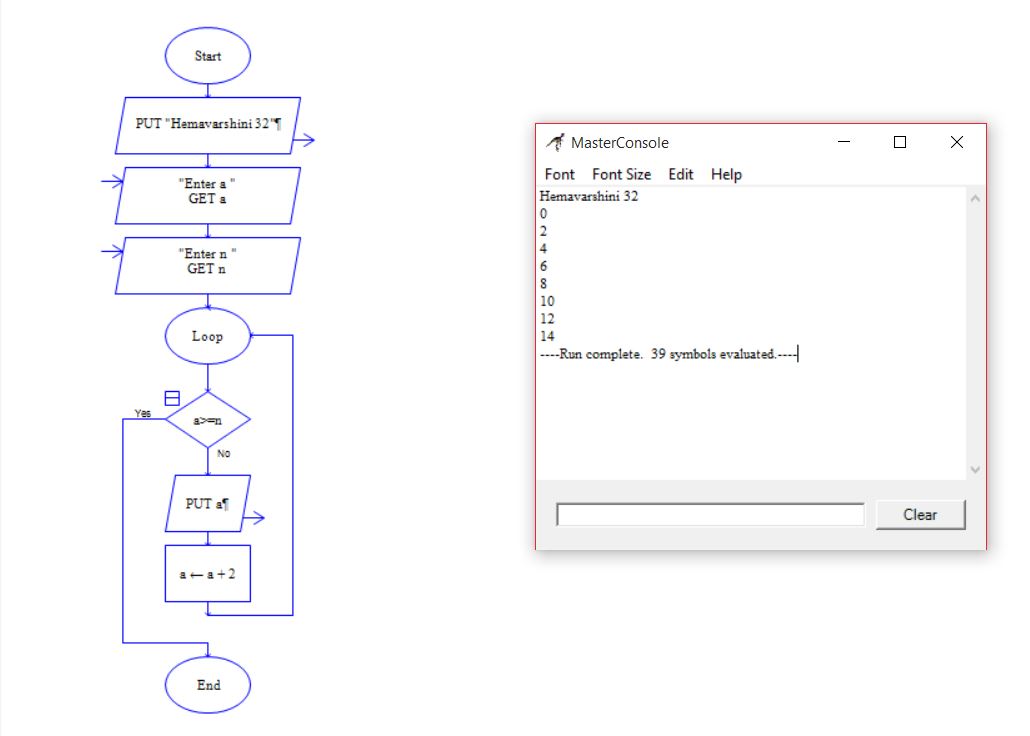 Start
PUT "Hemavarshini 32"¶
"Enter a "
GET a
"Enter n "
GET n
Loop
Yes
a>=n
No
PUT a¶
a ← a + 2
End
MasterConsole
Font Font Size Edit Help
Hemavarshini 32
0
2
4
6
8
10
12
14
----Run complete.  39 symbols evaluated.----
Clear